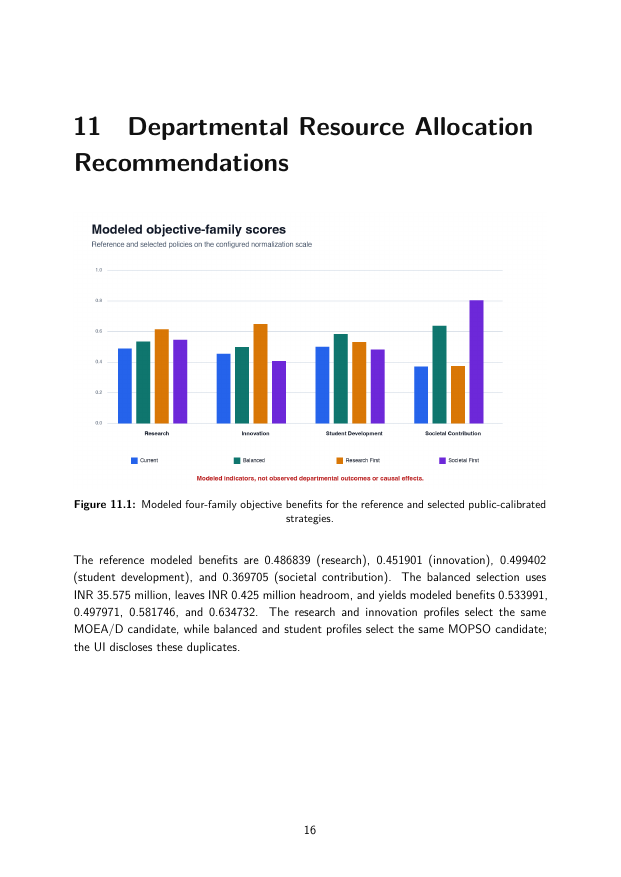 11 Departmental Resource Allocation
Recommendations
Modeled objective-family scores
Reference and selected policies on the configured normalization scale
1.0
0.8
0.6
0.4
0.2
0.0
Research
Innovation
Student Development
Societal Contribution
Current
Balanced
Research First
Societal First
Modeled indicators, not observed departmental outcomes or causal effects.
Figure 11.1: Modeled four-family objective benefits for the reference and selected public-calibrated
strategies.
The reference modeled benefits are 0.486839 (research), 0.451901 (innovation), 0.499402
(student development), and 0.369705 (societal contribution). The balanced selection uses
INR 35.575 million, leaves INR 0.425 million headroom, and yields modeled benefits 0.533991,
0.497971, 0.581746, and 0.634732. The research and innovation profiles select the same
MOEA/D candidate, while balanced and student profiles select the same MOPSO candidate;
the UI discloses these duplicates.
16